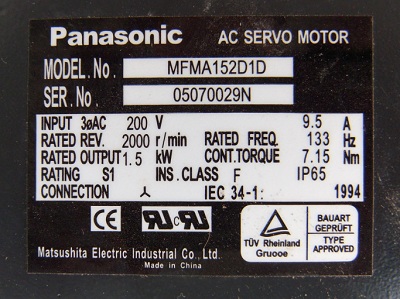 Panasonic AC SERVO MOTOR
MODEL.No. MFMA152D1D
SER.No. 05070029N
INPUT 3øAC 200 V 9.5 A
RATED REV. 2000 r/min RATED FREQ. 133 Hz
RATED OUTPUT 1.5 kW CONT.TORQUE 7.15 Nm
RATING S1 INS.CLASS F IP65
CONNECTION IEC 34-1: 1994
CE
TÜV Rheinland
Gruooe
BAUART
GEPRÜFT
TYPE
APPROVED
Matsushita Electric Industrial Co.,Ltd.
Made in China